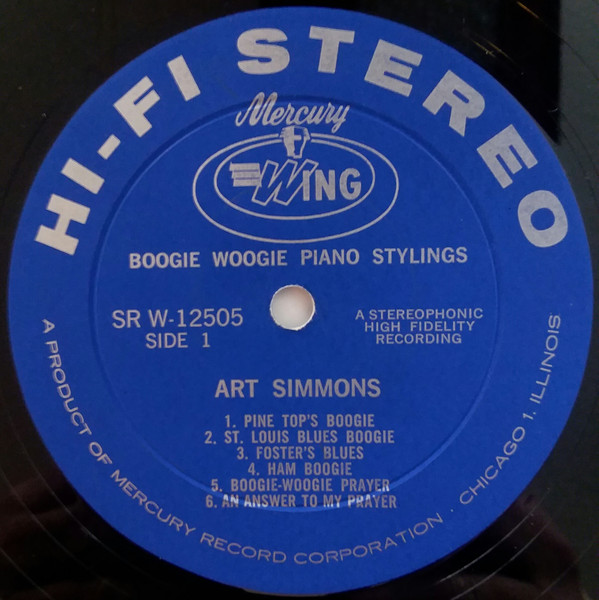 HI-FI STEREO
Mercury
WING
BOOGIE WOOGIE PIANO STYLINGS
SR W-12505
SIDE 1
A STEREOPHONIC
HIGH FIDELITY
RECORDING
ART SIMMONS
1. PINE TOP'S BOOGIE
2. ST. LOUIS BLUES BOOGIE
3. FOSTER'S BLUES
4. HAM BOOGIE
5. BOOGIE-WOOGIE PRAYER
6. AN ANSWER TO MY PRAYER
A PRODUCT OF MERCURY RECORD CORPORATION · CHICAGO 1, ILLINOIS